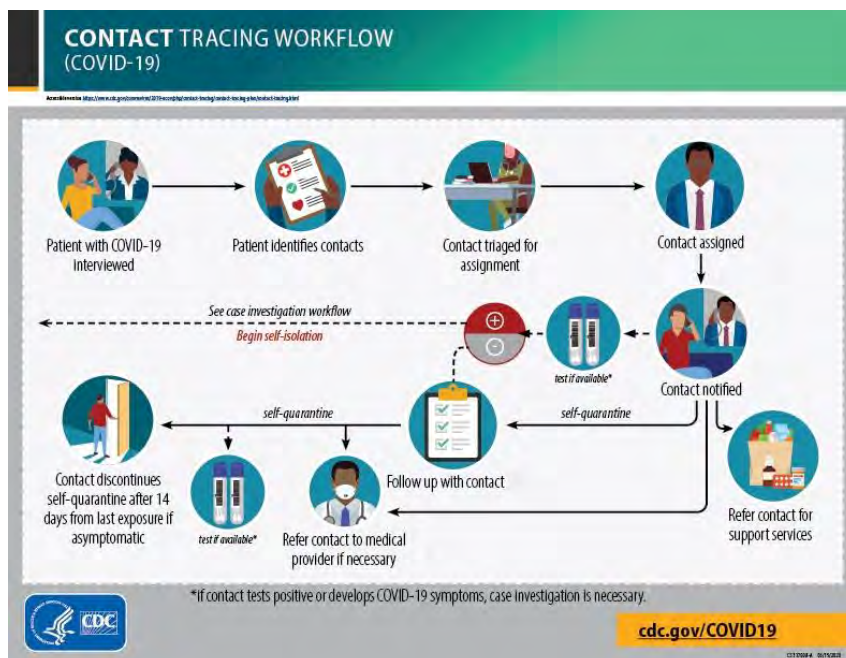 CONTACT TRACING WORKFLOW
(COVID-19)
Patient with COVID-19
interviewed
Patient identifies contacts
Contact triaged for
assignment
Contact assigned
See case investigation workflow
Begin self-isolation
+
-
test if available*
Contact notified
self-quarantine
self-quarantine
Contact discontinues
self-quarantine after 14
days from last exposure if
asymptomatic
test if available*
Refer contact to medical
provider if necessary
Follow up with contact
Refer contact for
support services
*if contact tests positive or develops COVID-19 symptoms, case investigation is necessary.
CDC
cdc.gov/COVID19